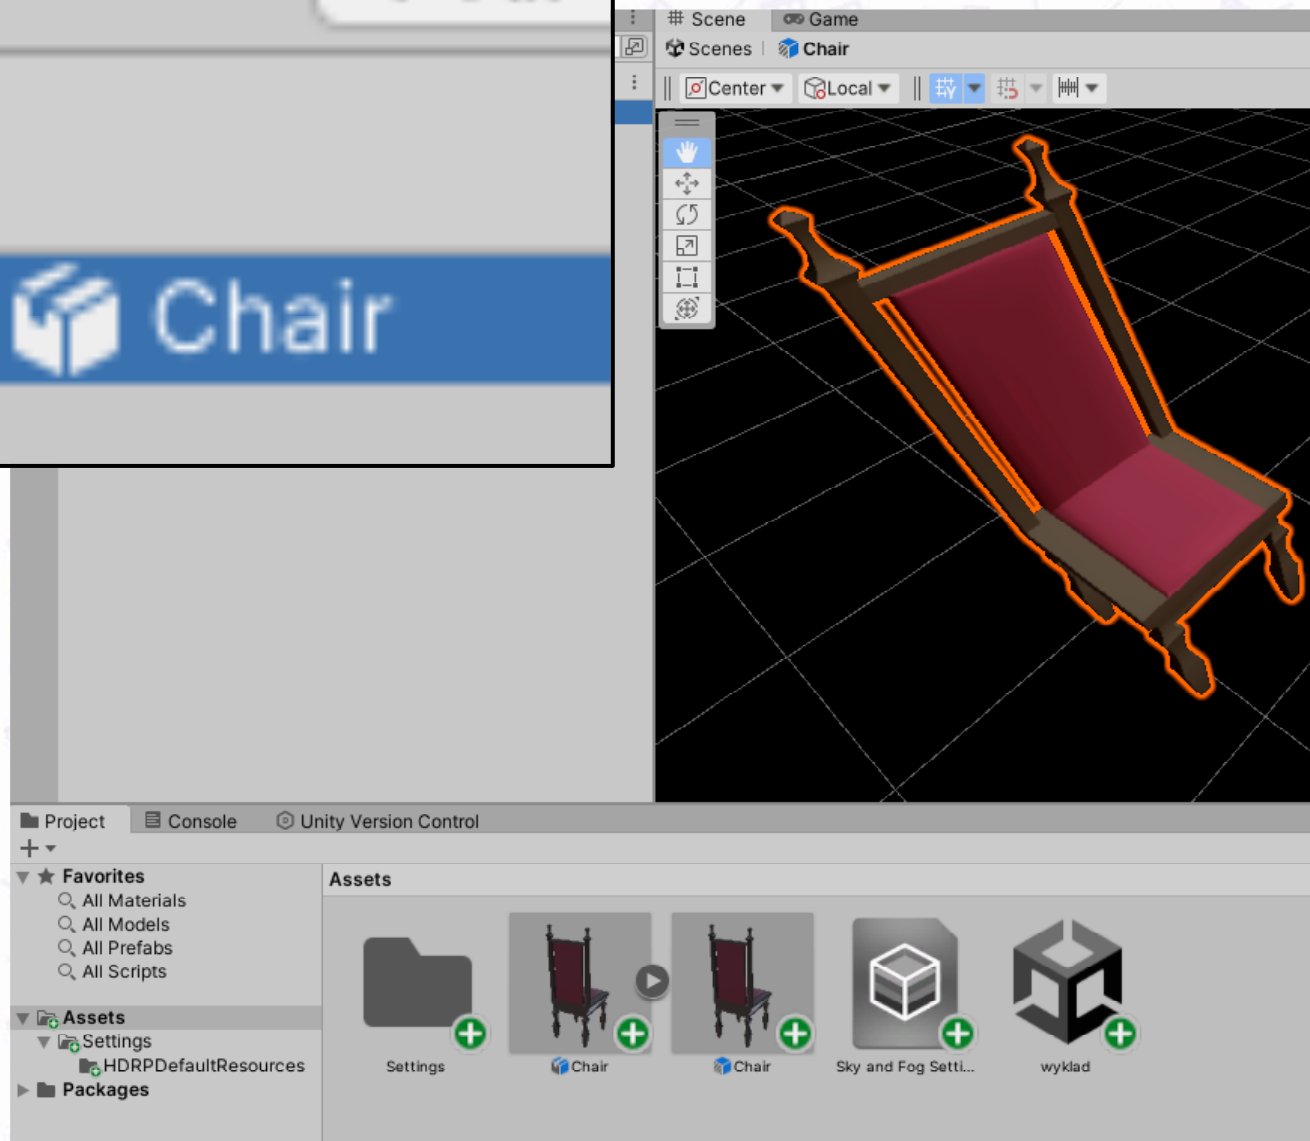 Chair
Scene
Game
Scenes
Chair
Center
Local
Project
Console
Unity Version Control
Favorites
All Materials
All Models
All Prefabs
All Scripts
Assets
Settings
HDRPDefaultResources
Packages
Assets
Settings
Chair
Chair
Sky and Fog Setti...
wyklad